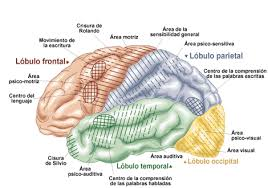 Cisura de
Rolando
Área motriz
Área de la
sensibilidad general
Movimiento de
la escritura
Área psico-sensitiva
Lóbulo frontal
Lóbulo parietal
Área
psico-motriz
Centro de la comprensión
de las palabras escritas
Centro del
lenguaje
Área
psico-visual
Área visual
Cisura
de Silvio
Área auditiva
Lóbulo temporal
Lóbulo occipital
Área
psico-auditiva
Centro de la comprensión
de las palabras habladas